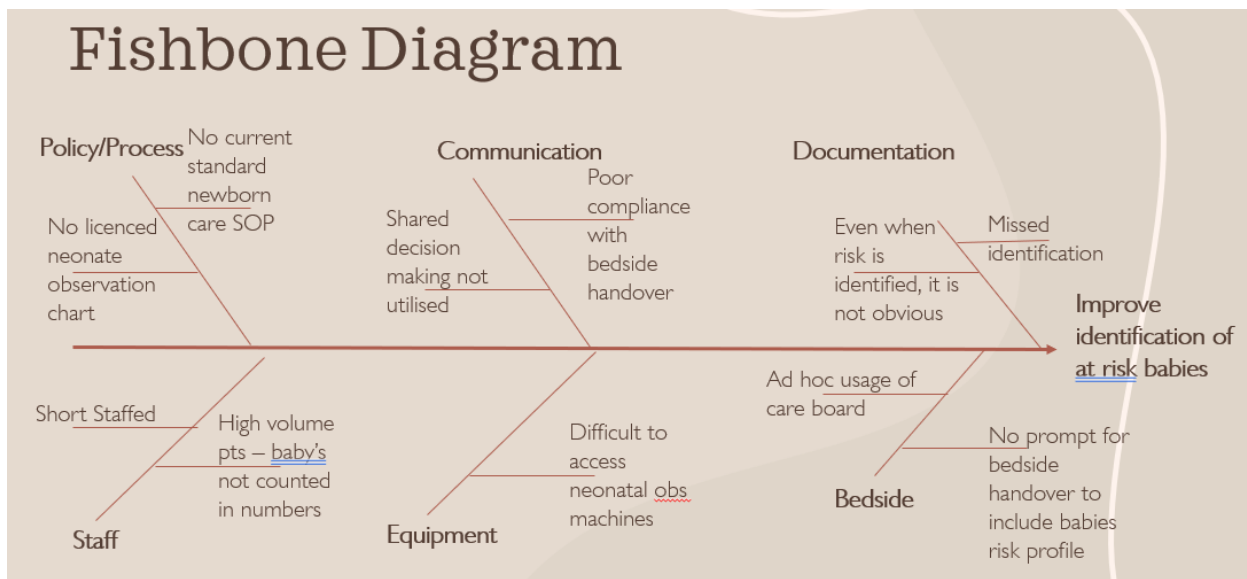 Fishbone Diagram
Policy/Process
No current
standard
newborn
care SOP
No licenced
neonate
observation
chart
Communication
Poor
compliance
with
bedside
handover
Shared
decision
making not
utilised
Documentation
Even when
risk is
identified, it is
not obvious
Missed
identification
Improve
identification of
at risk babies
Short Staffed
High volume
pts – baby's
not counted
in numbers
Staff
Difficult to
access
neonatal obs
machines
Equipment
Ad hoc usage of
care board
No prompt for
bedside
handover to
include babies
risk profile
Bedside